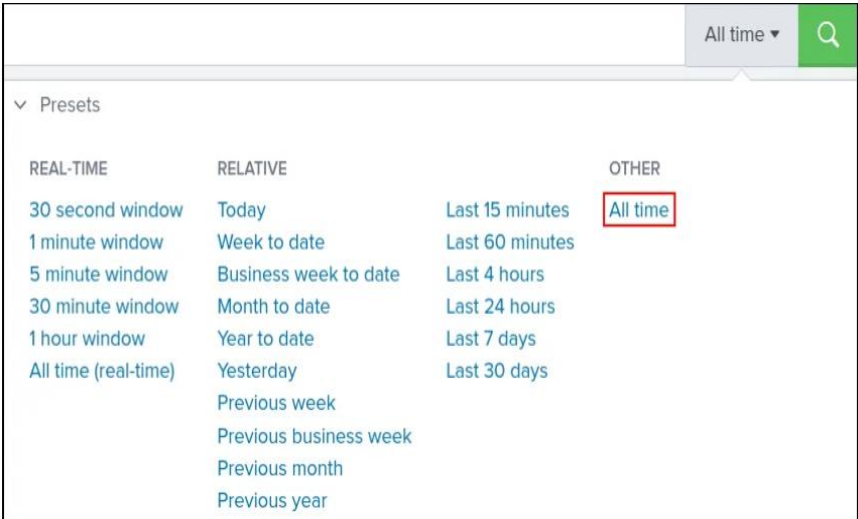 All time
Presets
REAL-TIME RELATIVE OTHER
30 second window Today Last 15 minutes All time
1 minute window Week to date Last 60 minutes
5 minute window Business week to date Last 4 hours
30 minute window Month to date Last 24 hours
1 hour window Year to date Last 7 days
All time (real-time) Yesterday Last 30 days
Previous week
Previous business week
Previous month
Previous year